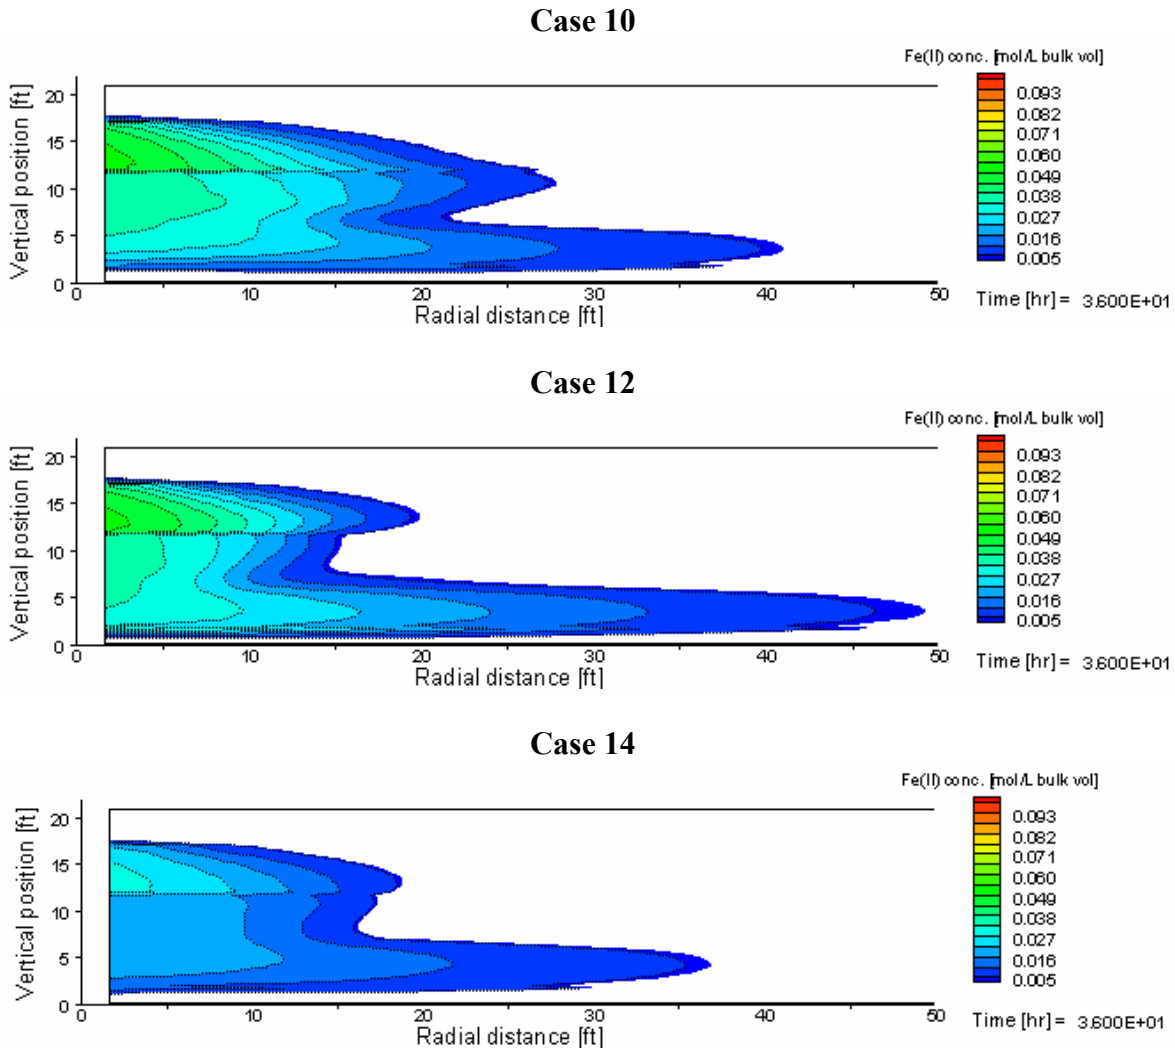 Case 10
Fe(II) conc. [mol/L bulk vol]
0.093
0.082
0.071
0.060
0.049
0.038
0.027
0.016
0.005
Time [hr] = 3.600E+01
Vertical position [ft]
20
15
10
5
0
0 10 20 30 40 50
Radial distance [ft]
Case 12
Fe(II) conc. [mol/L bulk vol]
0.093
0.082
0.071
0.060
0.049
0.038
0.027
0.016
0.005
Time [hr] = 3.600E+01
Vertical position [ft]
20
15
10
5
0
0 10 20 30 40 50
Radial distance [ft]
Case 14
Fe(II) conc. [mol/L bulk vol]
0.093
0.082
0.071
0.060
0.049
0.038
0.027
0.016
0.005
Time [hr] = 3.600E+01
Vertical position [ft]
20
15
10
5
0
0 10 20 30 40 50
Radial distance [ft]